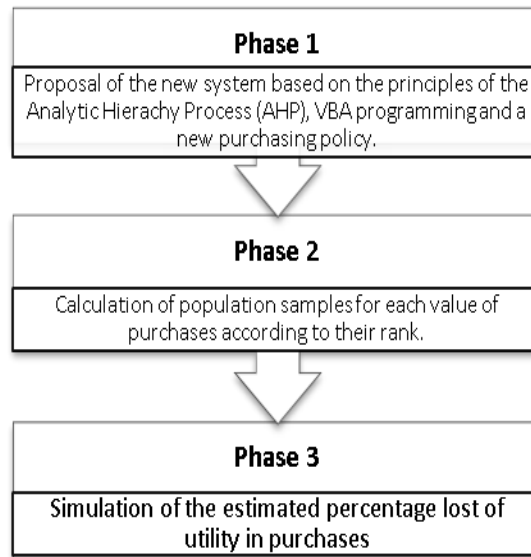 Phase 1
Proposal of the new system based on the principles of the
Analytic Hierachy Process (AHP), VBA programming and a
new purchasing policy.
Phase 2
Calculation of population samples for each value of
purchases according to their rank.
Phase 3
Simulation of the estimated percentage lost of
utility in purchases